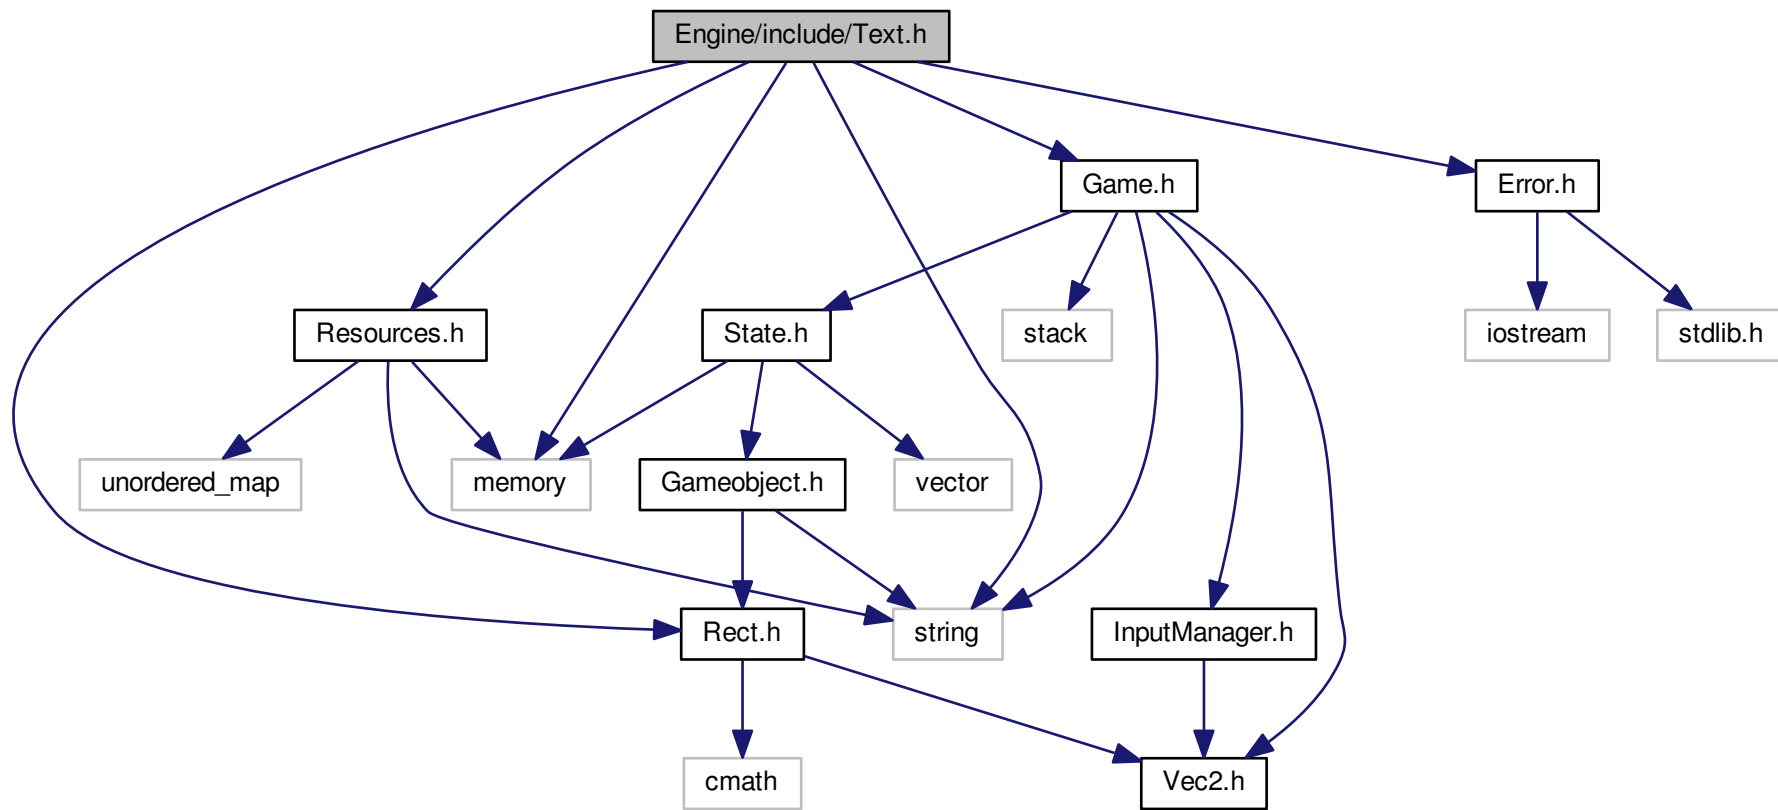 Engine/include/Text.h
Game.h
Error.h
Resources.h
State.h
stack
iostream
stdlib.h
unordered_map
memory
Gameobject.h
vector
Rect.h
string
InputManager.h
cmath
Vec2.h